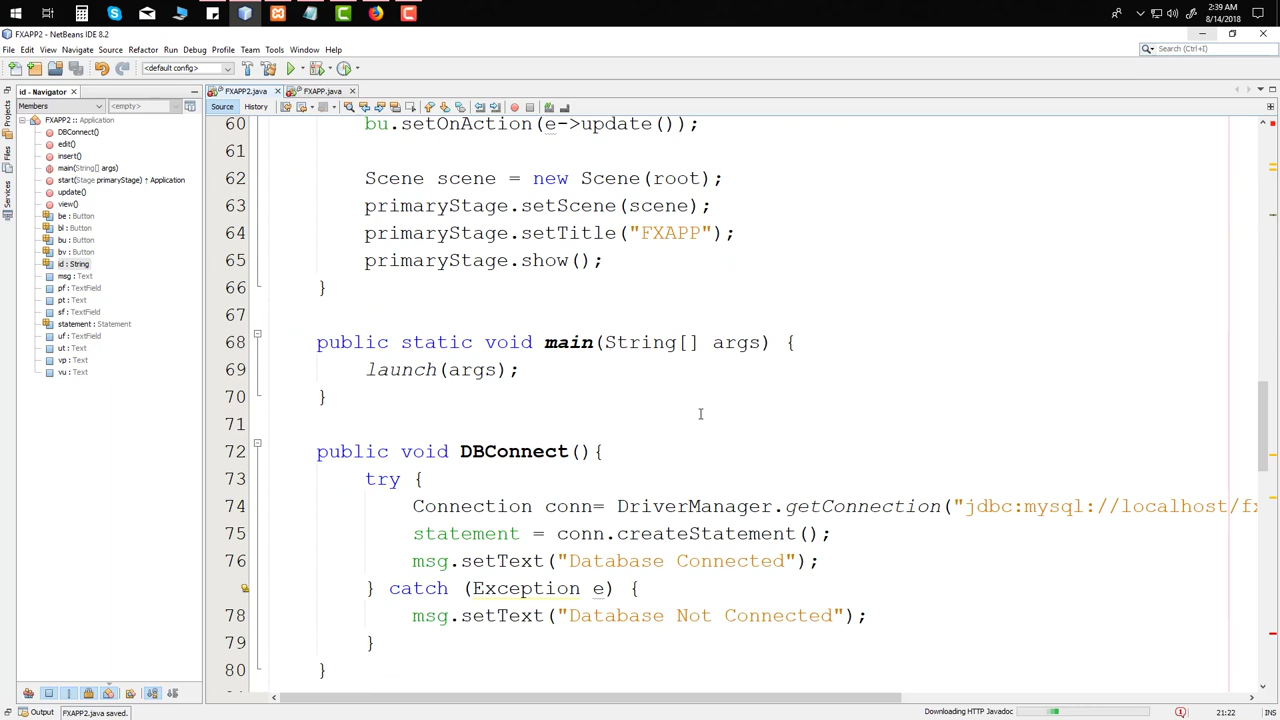 2:39 AM
8/14/2018
FXAPP2 - NetBeans IDE 8.2
File Edit View Navigate Source Refactor Run Debug Profile Team Tools Window Help
Search (Ctrl+I)
<default config>
id - Navigator
FXAPP2.java
FXAPP.java
Members
<empty>
Source History
Projects
Files
Services
FXAPP2 :: Application
DBConnect()
edit()
insert()
main(String[] args)
start(Stage primaryStage) ↑ Application
update()
view()
be : Button
bl : Button
bu : Button
bv : Button
id : String
msg : Text
pf : TextField
pt : Text
sf : TextField
statement : Statement
uf : TextField
ut : Text
vp : Text
vu : Text
60 bu.setOnAction(e->update());
61
62 Scene scene = new Scene(root);
63 primaryStage.setScene(scene);
64 primaryStage.setTitle("FXAPP");
65 primaryStage.show();
66 }
67
68 public static void main(String[] args) {
69 launch(args);
70 }
71
72 public void DBConnect(){
73 try {
74 Connection conn= DriverManager.getConnection("jdbc:mysql://localhost/fx
75 statement = conn.createStatement();
76 msg.setText("Database Connected");
} catch (Exception e) {
78 msg.setText("Database Not Connected");
79 }
80 }
Output
FXAPP2.java saved.
Downloading HTTP Javadoc
21:22
INS